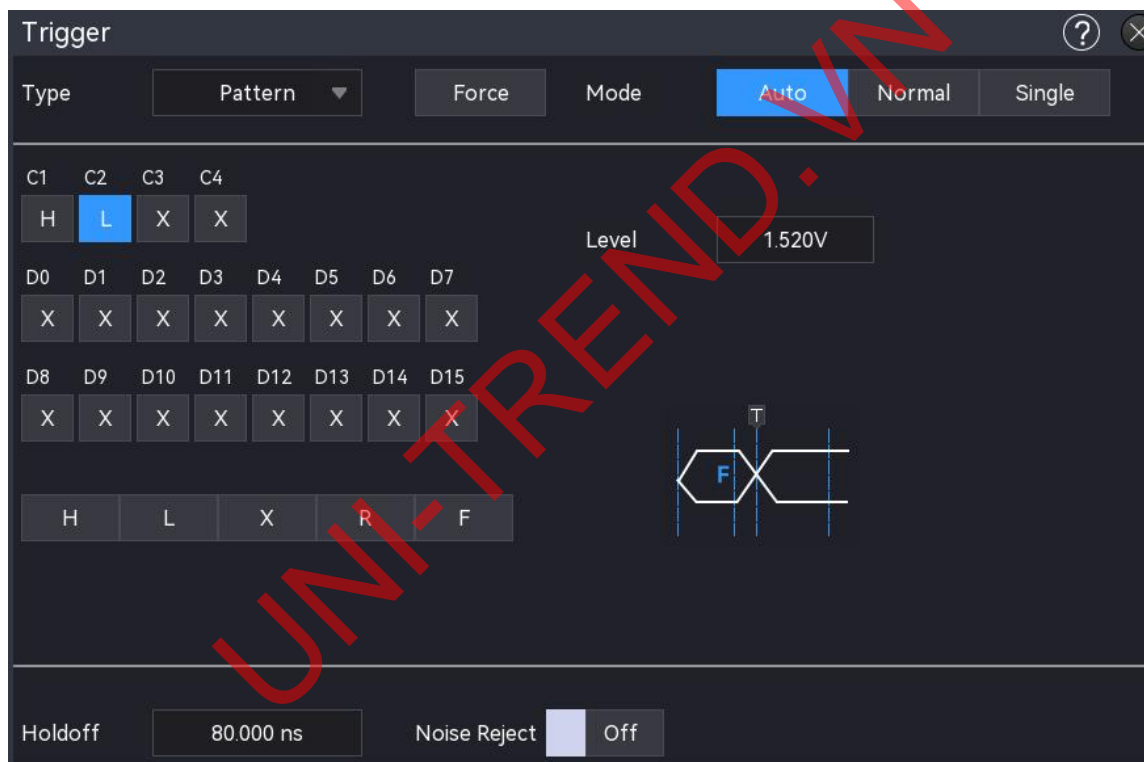 Trigger ?
Type Pattern Force Mode Auto Normal Single
C1 C2 C3 C4
H L X X
Level 1.520V
D0 D1 D2 D3 D4 D5 D6 D7
X X X X X X X X
D8 D9 D10 D11 D12 D13 D14 D15
X X X X X X X X
T
F
H L X R F
Holdoff 80.000 ns Noise Reject Off
UNI-TREND.VN